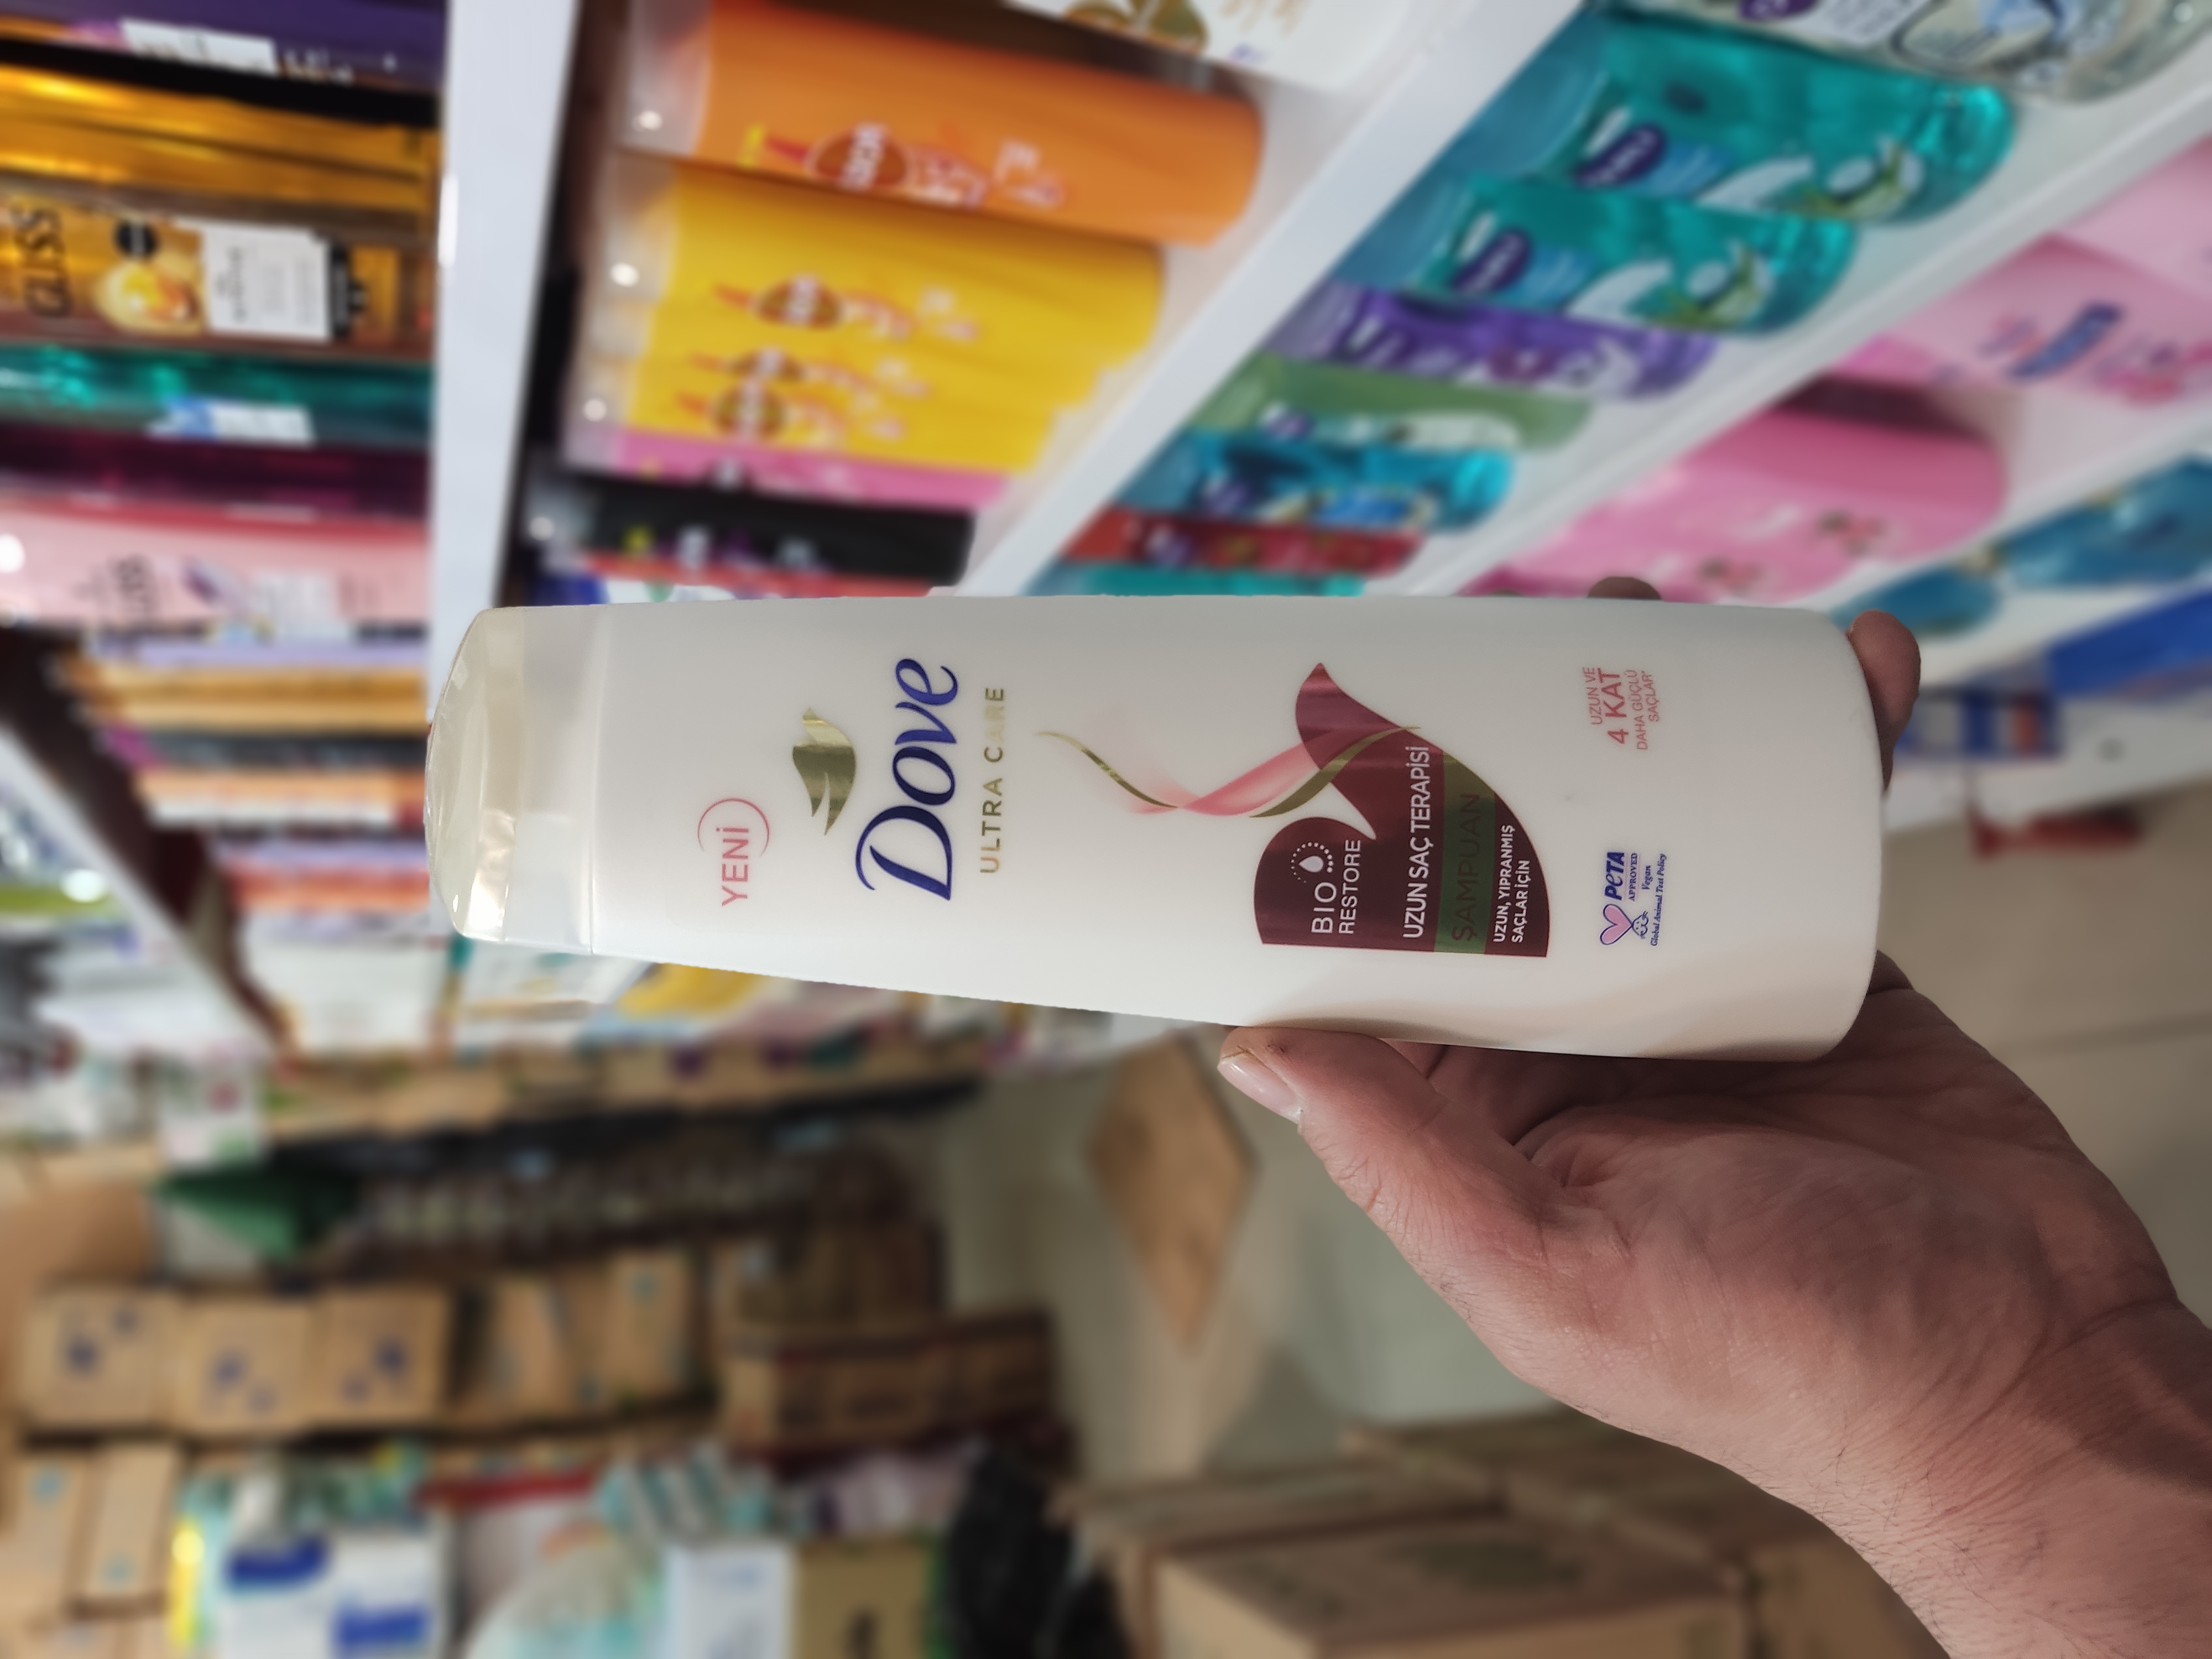 YENİ
Dove
ULTRA CARE
BIO
RESTORE
UZUN SAÇ TERAPİSİ
ŞAMPUAN
UZUN, YIPRANMIŞ
SAÇLAR İÇİN
UZUN VE
4 KAT
DAHA GÜÇLÜ
SAÇLAR*
PETA
APPROVED
Vegan
Global Animal Test Policy
GLISS